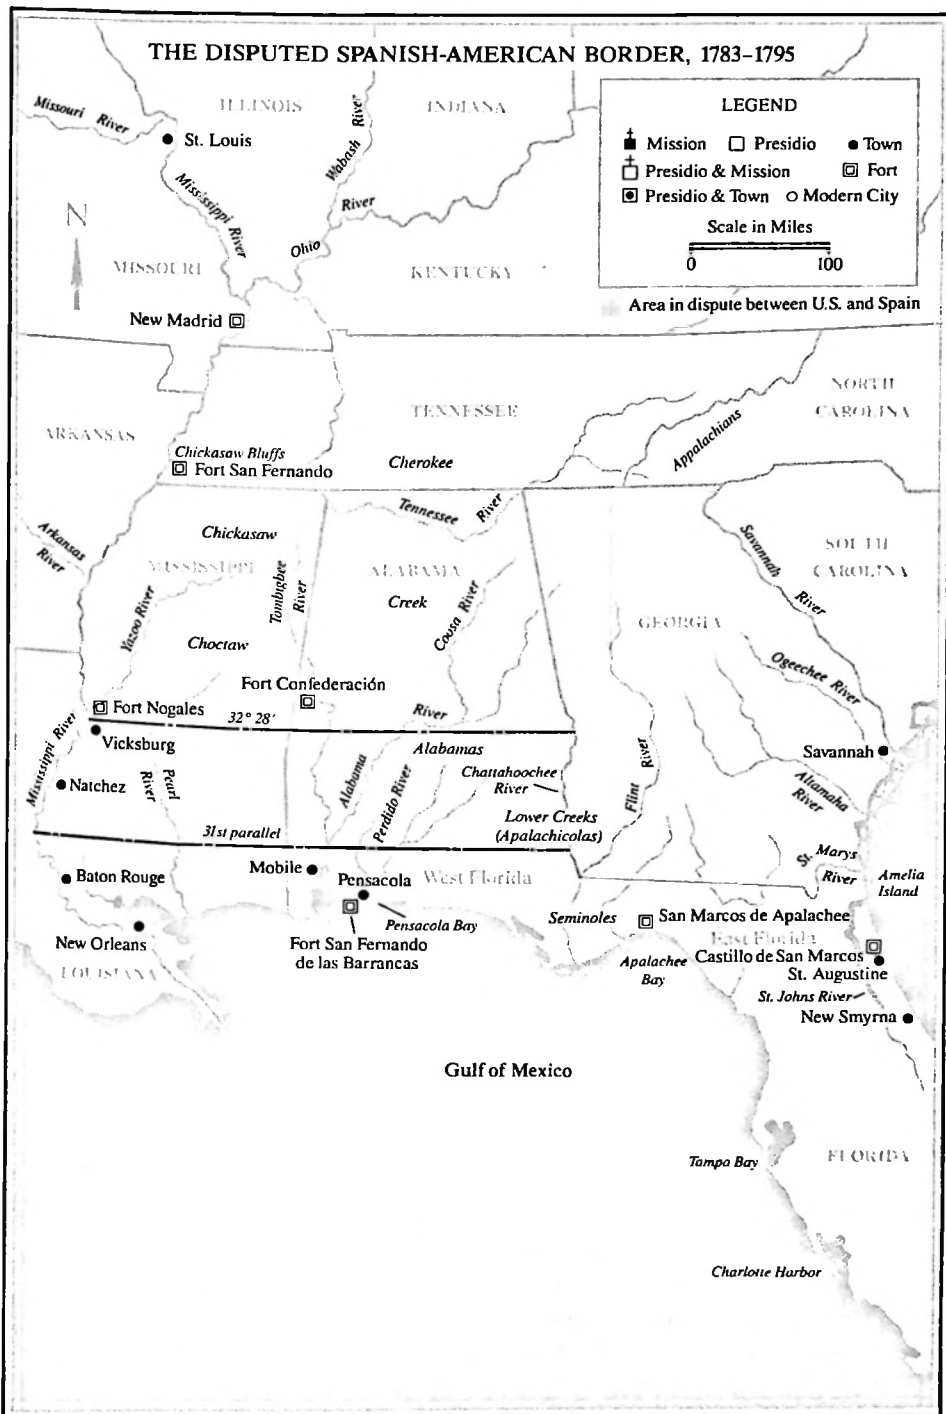 THE DISPUTED SPANISH-AMERICAN BORDER, 1783–1795
Missouri River
St. Louis
ILLINOIS
Wabash River
INDIANA
LEGEND
Mission
Presidio
Town
Presidio & Mission
Fort
Presidio & Town
Modern City
Scale in Miles
0
100
Area in dispute between U.S. and Spain
N
Mississippi River
Ohio
River
MISSOURI
KENTUCKY
New Madrid
TENNESSEE
NORTH
CAROLINA
ARKANSAS
Appalachians
Chickasaw Bluffs
Fort San Fernando
Cherokee
Tennessee River
Arkansas
River
Chickasaw
MISSISSIPPI
Tombigbee
River
ALABAMA
Savannah River
SOUTH
CAROLINA
Yazoo River
Creek
Coosa River
Choctaw
GEORGIA
Ogeechee River
Fort Confederación
Fort Nogales
32° 28'
River
Mississippi River
Vicksburg
Alabamas
Savannah
Natchez
Pearl
River
Alabama
Perdido River
Chattahoochee
River
Flint River
Altamaha
River
31st parallel
Lower Creeks
(Apalachicolas)
St. Marys
River
Amelia
Island
Baton Rouge
Mobile
Pensacola
West Florida
New Orleans
Pensacola Bay
Seminoles
San Marcos de Apalachee
Fort San Fernando
de las Barrancas
East Florida
LOUISIANA
Apalachee
Bay
Castillo de San Marcos
St. Augustine
St. Johns River
New Smyrna
Gulf of Mexico
Tampa Bay
FLORIDA
Charlotte Harbor